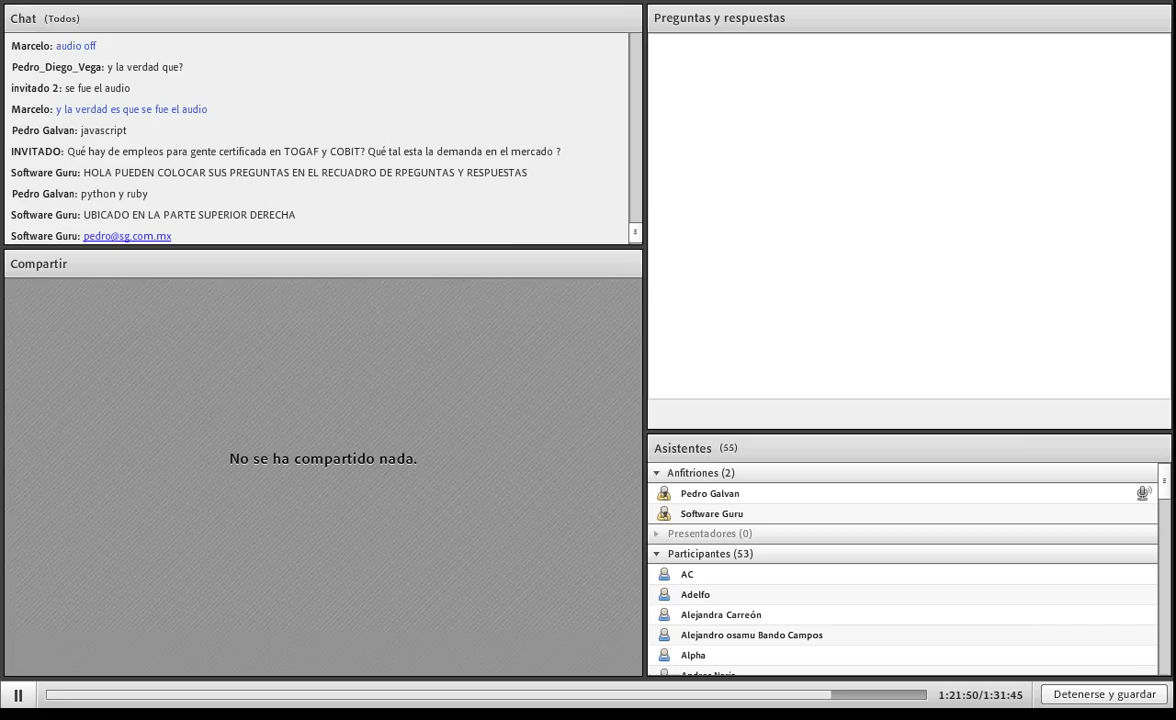 Chat (Todos)
Marcelo: audio off
Pedro_Diego_Vega: y la verdad que?
invitado 2: se fue el audio
Marcelo: y la verdad es que se fue el audio
Pedro Galvan: javascript
INVITADO: Qué hay de empleos para gente certificada en TOGAF y COBIT? Qué tal esta la demanda en el mercado ?
Software Guru: HOLA PUEDEN COLOCAR SUS PREGUNTAS EN EL RECUADRO DE RPEGUNTAS Y RESPUESTAS
Pedro Galvan: python y ruby
Software Guru: UBICADO EN LA PARTE SUPERIOR DERECHA
Software Guru: pedro@sg.com.mx
Compartir
No se ha compartido nada.
Preguntas y respuestas
Asistentes (55)
Anfitriones (2)
Pedro Galvan
Software Guru
Presentadores (0)
Participantes (53)
AC
Adelfo
Alejandra Carreón
Alejandro osamu Bando Campos
Alpha
1:21:50/1:31:45
Detenerse y guardar